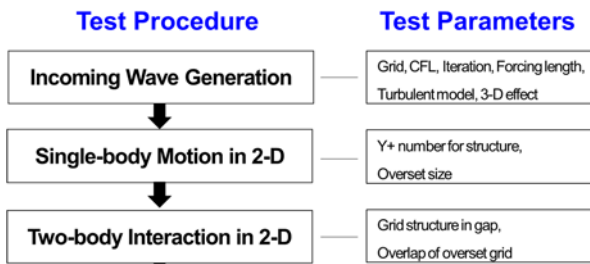 Test Procedure
Test Parameters
Incoming Wave Generation
Grid, CFL, Iteration, Forcing length,
Turbulent model, 3-D effect
Single-body Motion in 2-D
Y+ number for structure,
Overset size
Two-body Interaction in 2-D
Grid structure in gap,
Overlap of overset grid